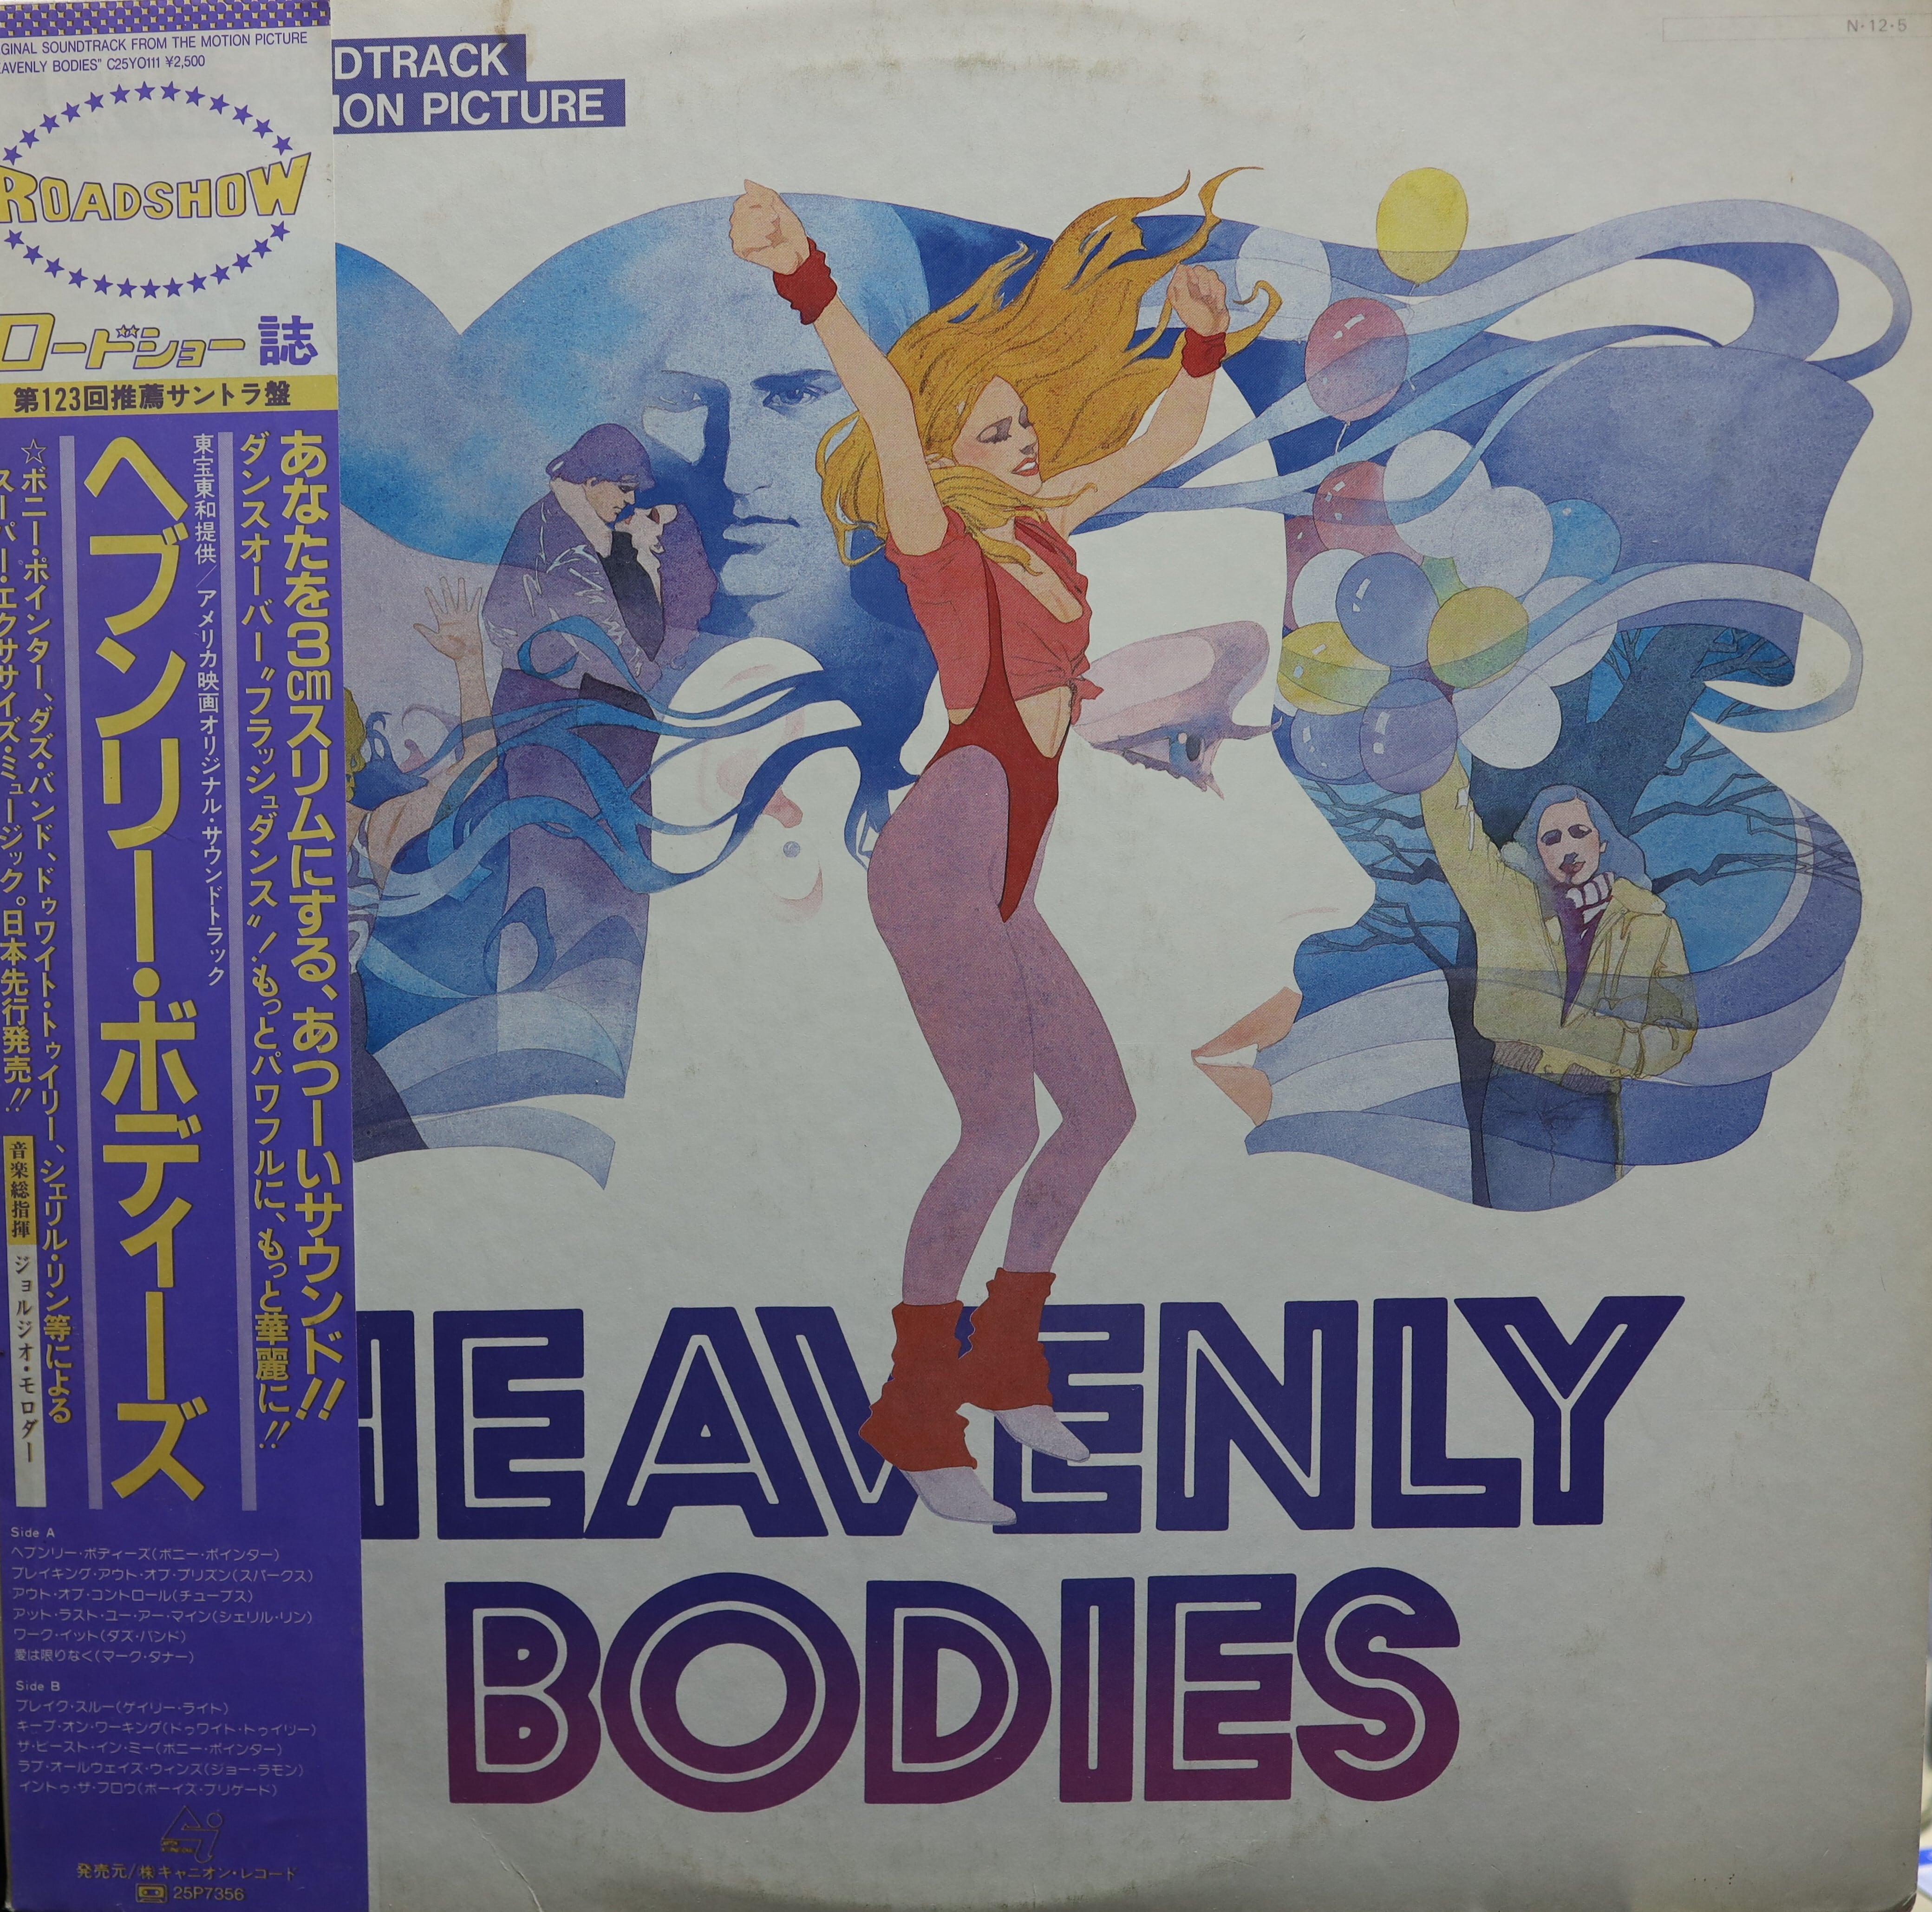 GINAL SOUNDTRACK FROM THE MOTION PICTURE
EAVENLY BODIES" C25Y0111 ¥2,500
ROADSHOW
ロードショー 誌
第123回推薦サントラ盤
あなたを3cmスリムにする、あつーいサウンド!!
ダンスオーバー〝フラッシュダンス〟!もっとパワフルに、もっと華麗に!!
東宝東和提供/アメリカ映画オリジナル・サウンドトラック
ヘブンリー・ボディーズ
☆ボニー・ポインター、ダズ・バンド、ドゥワイト・トゥイリー、シェリル・リン等による
スーパー・エクササイズ・ミュージック。日本先行発売!!
音楽総指揮 ジョルジオ・モロダー
Side A
ヘブンリー・ボディーズ(ボニー・ポインター)
ブレイキング・アウト・オブ・プリズン(スパークス)
アウト・オブ・コントロール(チューブス)
アット・ラスト・ユー・アー・マイン(シェリル・リン)
ワーク・イット(ダズ・バンド)
愛は限りなく(マーク・タナー)
Side B
ブレイク・スルー(ゲイリー・ライト)
キープ・オン・ワーキング(ドゥワイト・トゥイリー)
ザ・ビースト・イン・ミー(ボニー・ポインター)
ラブ・オールウェイズ・ウィンス(ジョー・ラモン)
イントゥ・ザ・フロウ(ボーイズ・ブリゲード)
発売元/㈱キャニオン・レコード
25P7356
DTRACK
ION PICTURE
N・12・5
HEAVENLY
BODIES